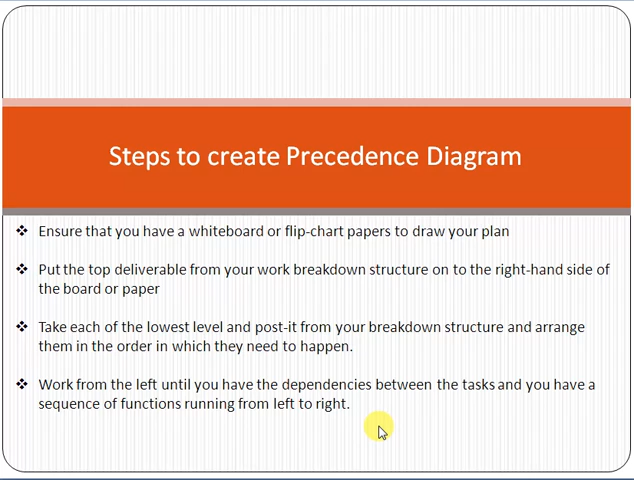 Steps to create Precedence Diagram
Ensure that you have a whiteboard or flip-chart papers to draw your plan
Put the top deliverable from your work breakdown structure on to the right-hand side of
the board or paper
Take each of the lowest level and post-it from your breakdown structure and arrange
them in the order in which they need to happen.
Work from the left until you have the dependencies between the tasks and you have a
sequence of functions running from left to right.